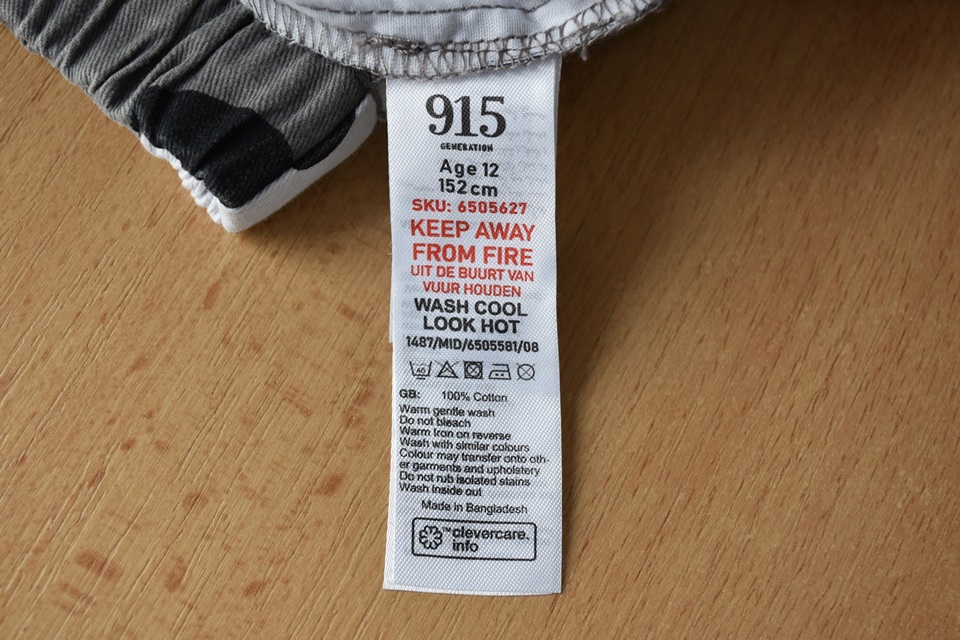 915
GENERATION
Age 12
152cm
SKU: 6505627
KEEP AWAY
FROM FIRE
UIT DE BUURT VAN
VUUR HOUDEN
WASH COOL
LOOK HOT
1487/MID/6505581/08
40
GB: 100% Cotton
Warm gentle wash
Do not bleach
Warm Iron on reverse
Wash with similar colours
Colour may transfer onto oth-
er garments and upholstery
Do not rub isolated stains
Wash inside out
Made in Bangladesh
™clevercare.
info